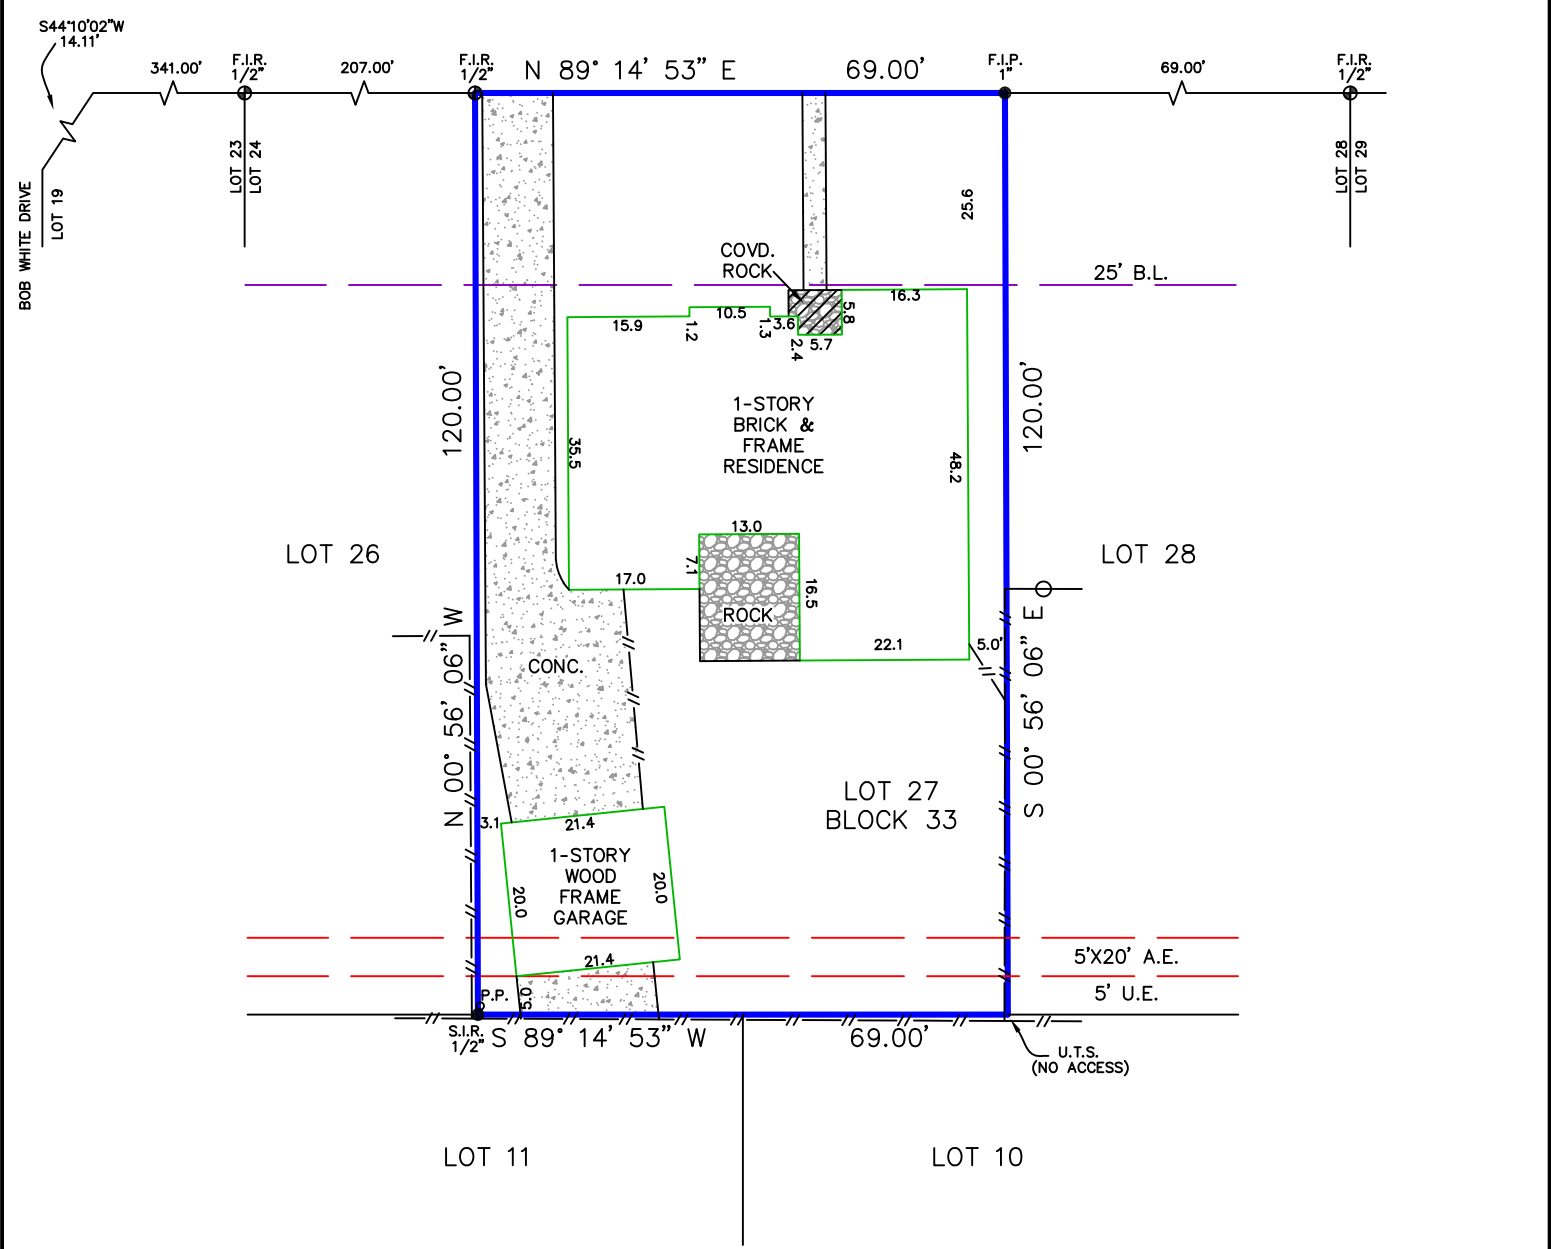 S44°10'02"W
14.11'
341.00'
F.I.R.
1/2"
207.00'
F.I.R.
1/2"
N 89° 14' 53" E
69.00'
F.I.P.
1"
69.00'
F.I.R.
1/2"
BOB WHITE DRIVE
LOT 19
LOT 23
LOT 24
LOT 28
LOT 29
25.6
COVD.
ROCK
25' B.L.
16.3
5.8
15.9
1.2
10.5
1.3
3.6
2.4
5.7
120.00'
120.00'
1-STORY
BRICK &
FRAME
RESIDENCE
35.5
48.2
13.0
7.1
16.5
17.0
ROCK
22.1
5.0'
LOT 26
LOT 28
CONC.
N 00° 56' 06" W
S 00° 56' 06" E
LOT 27
BLOCK 33
3.1
21.4
1-STORY
WOOD
FRAME
GARAGE
20.0
20.0
21.4
5'X20' A.E.
5' U.E.
P.P.
5.0
S.I.R.
1/2"
S 89° 14' 53" W
69.00'
U.T.S.
(NO ACCESS)
LOT 11
LOT 10